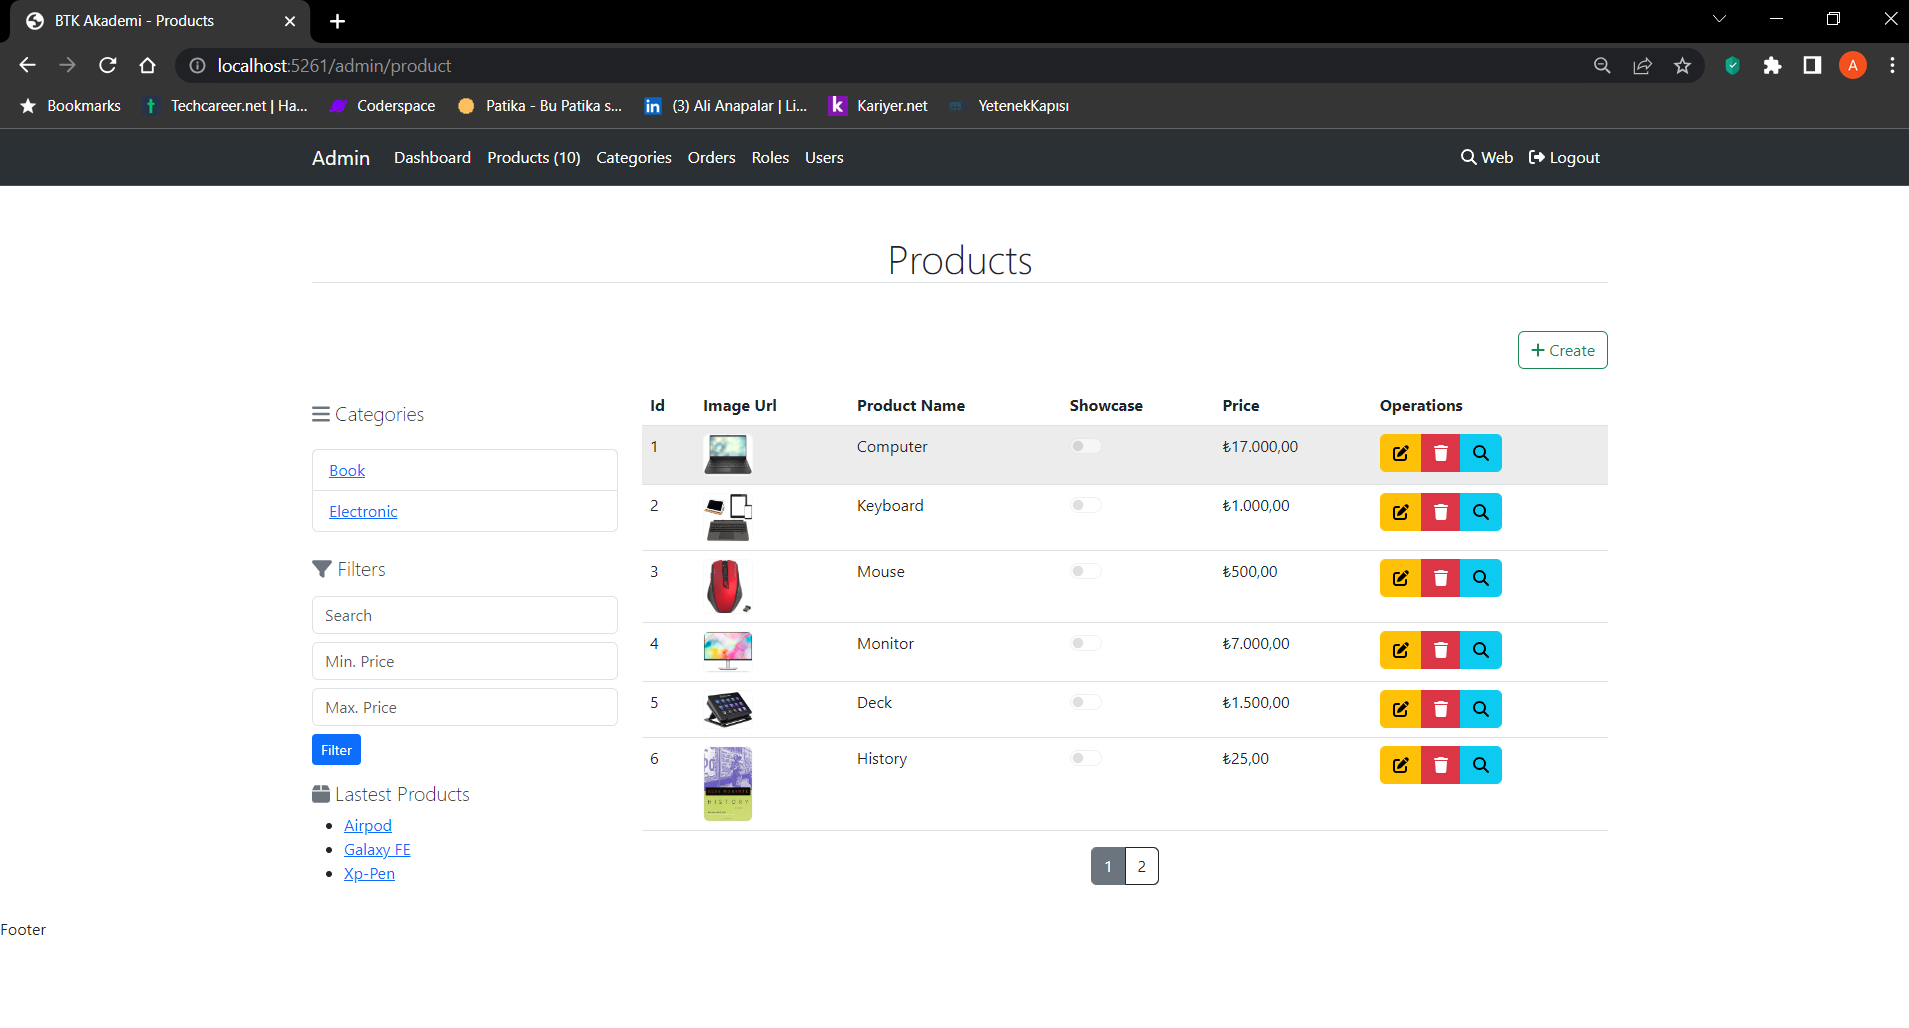 BTK Akademi - Products
localhost:5261/admin/product
A
Bookmarks
Techcareer.net | Ha...
Coderspace
Patika - Bu Patika s...
(3) Ali Anapalar | Li...
Kariyer.net
YetenekKapısı
Admin Dashboard Products (10) Categories Orders Roles Users Web Logout
Products
Create
Categories
Book
Electronic
Filters
Search
Min. Price
Max. Price
Filter
Lastest Products
Airpod
Galaxy FE
Xp-Pen
Id Image Url Product Name Showcase Price Operations
1 Computer ₺17.000,00
2 Keyboard ₺1.000,00
3 Mouse ₺500,00
4 Monitor ₺7.000,00
5 Deck ₺1.500,00
6 History ₺25,00
HISTORY
1 2
Footer